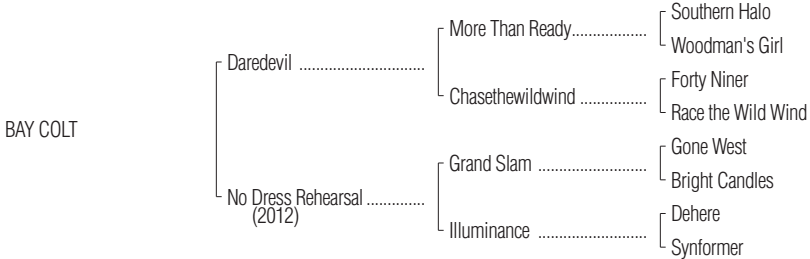 Southern Halo
More Than Ready..................
Woodman's Girl
Daredevil ..............................
Forty Niner
Chasethewildwind ................
Race the Wild Wind
BAY COLT
Gone West
Grand Slam ..........................
Bright Candles
No Dress Rehearsal ..............
(2012)
Dehere
Illuminance ..........................
Synformer